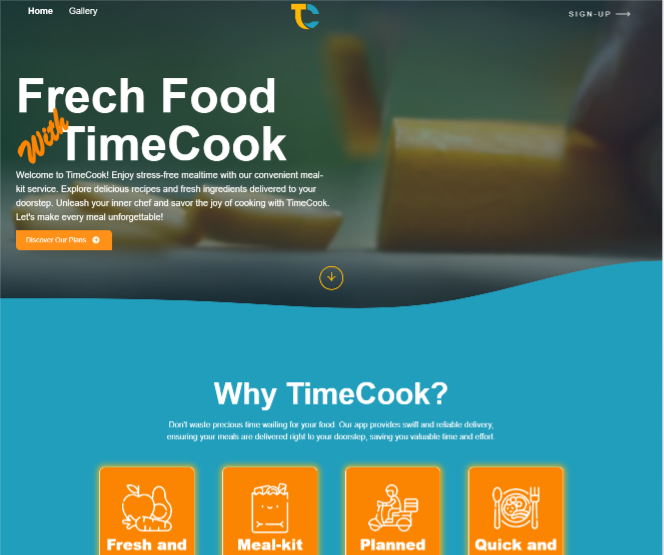 Home Gallery
TC
SIGN-UP
Frech Food
With
TimeCook
Welcome to TimeCook! Enjoy stress-free mealtime with our convenient meal-
kit service. Explore delicious recipes and fresh ingredients delivered to your
doorstep. Unleash your inner chef and savor the joy of cooking with TimeCook.
Let's make every meal unforgettable!
Discover Our Plans
Why TimeCook?
Don't waste precious time waiting for your food. Our app provides swift and reliable delivery,
ensuring your meals are delivered right to your doorstep, saving you valuable time and effort.
Fresh and
Meal-kit
Planned
Quick and